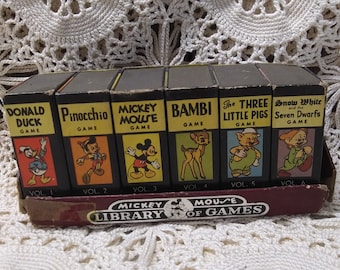 DONALD
DUCK
GAME
VOL. 1
Pinocchio
GAME
VOL. 2
MICKEY
MOUSE
GAME
VOL. 3
BAMBI
GAME
VOL. 4
The THREE
LITTLE PIGS
GAME
VOL. 5
Snow White
and the
Seven Dwarfs
GAME
VOL. 6
MICKEY MOUSE
LIBRARY OF GAMES